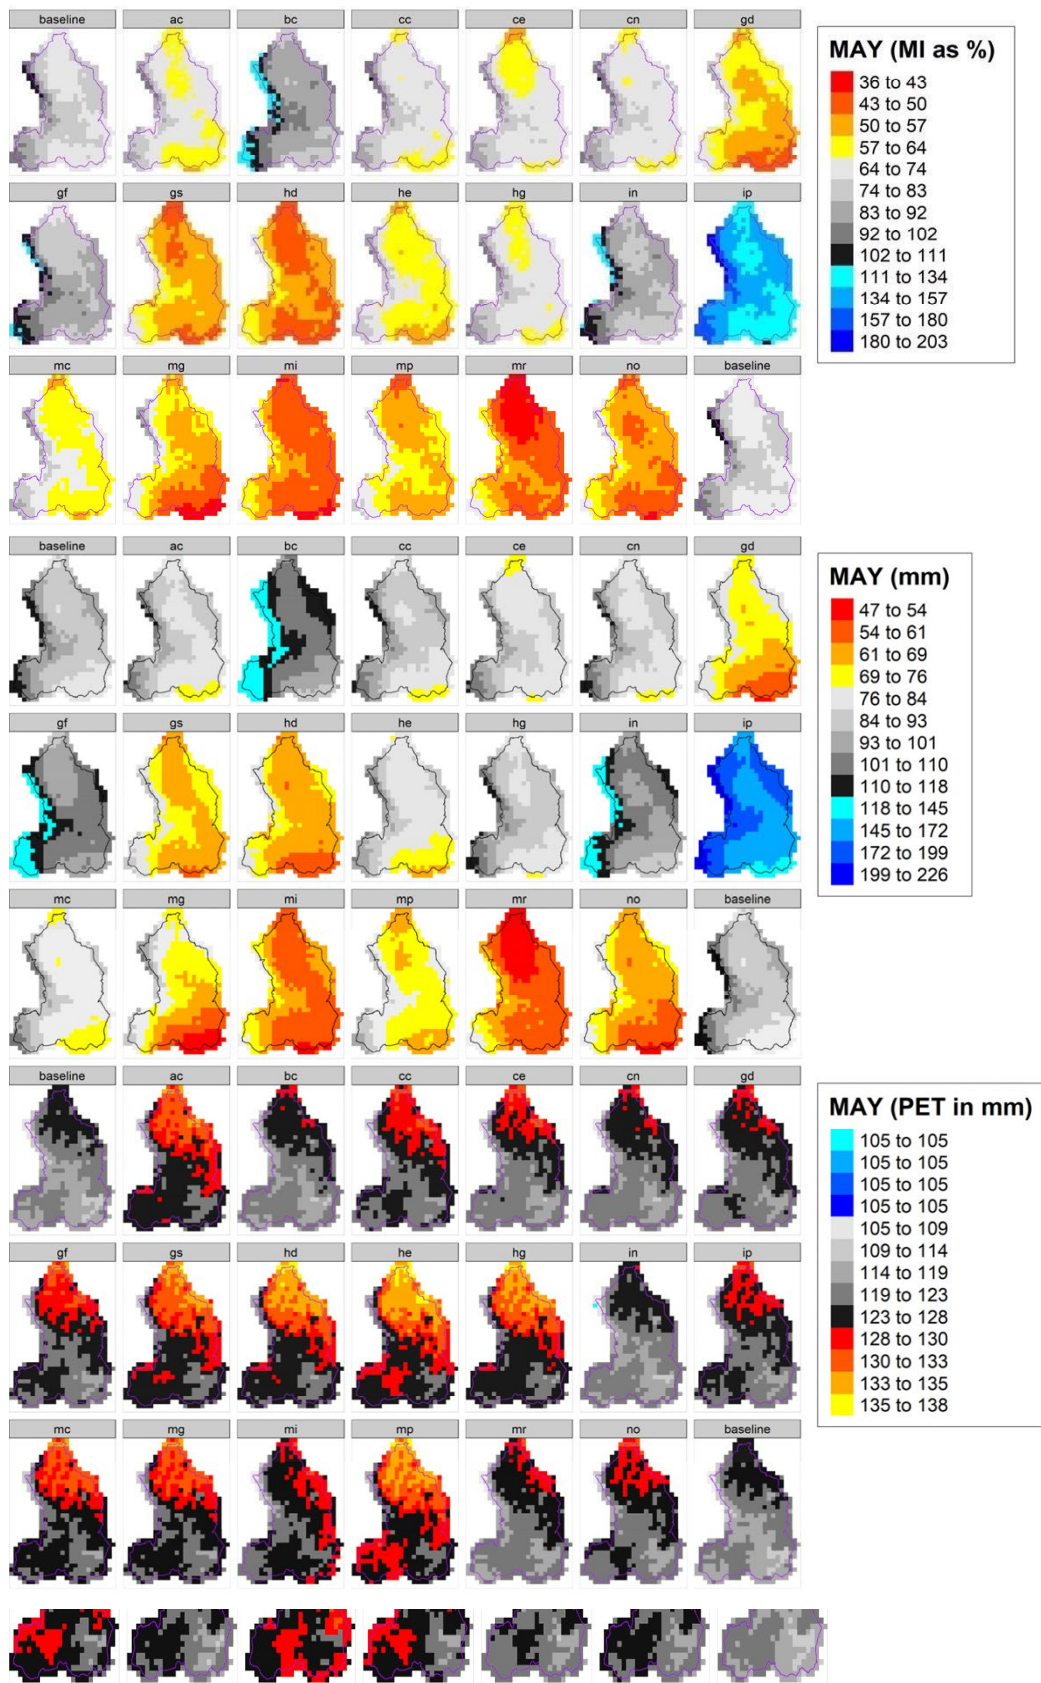 baseline ac bc cc ce cn gd
MAY (MI as %)
36 to 43
43 to 50
50 to 57
57 to 64
64 to 74
74 to 83
83 to 92
92 to 102
102 to 111
111 to 134
134 to 157
157 to 180
180 to 203
gf gs hd he hg in ip
mc mg mi mp mr no baseline
baseline ac bc cc ce cn gd
MAY (mm)
47 to 54
54 to 61
61 to 69
69 to 76
76 to 84
84 to 93
93 to 101
101 to 110
110 to 118
118 to 145
145 to 172
172 to 199
199 to 226
gf gs hd he hg in ip
mc mg mi mp mr no baseline
baseline ac bc cc ce cn gd
MAY (PET in mm)
105 to 105
105 to 105
105 to 105
105 to 105
105 to 109
109 to 114
114 to 119
119 to 123
123 to 128
128 to 130
130 to 133
133 to 135
135 to 138
gf gs hd he hg in ip
mc mg mi mp mr no baseline